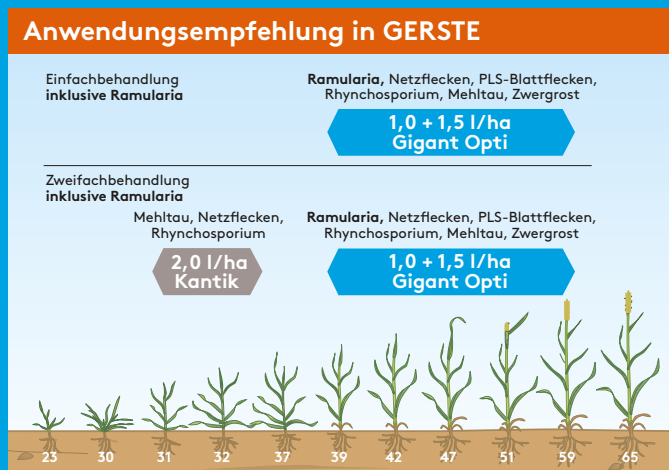 Anwendungsempfehlung in GERSTE
Einfachbehandlung
inklusive Ramularia
Ramularia, Netzflecken, PLS-Blattflecken,
Rhynchosporium, Mehltau, Zwergrost
1,0 + 1,5 l/ha
Gigant Opti
Zweifachbehandlung
inklusive Ramularia
Mehltau, Netzflecken,
Rhynchosporium
2,0 l/ha
Kantik
Ramularia, Netzflecken, PLS-Blattflecken,
Rhynchosporium, Mehltau, Zwergrost
1,0 + 1,5 l/ha
Gigant Opti
23 30 31 32 37 39 42 47 51 59 65